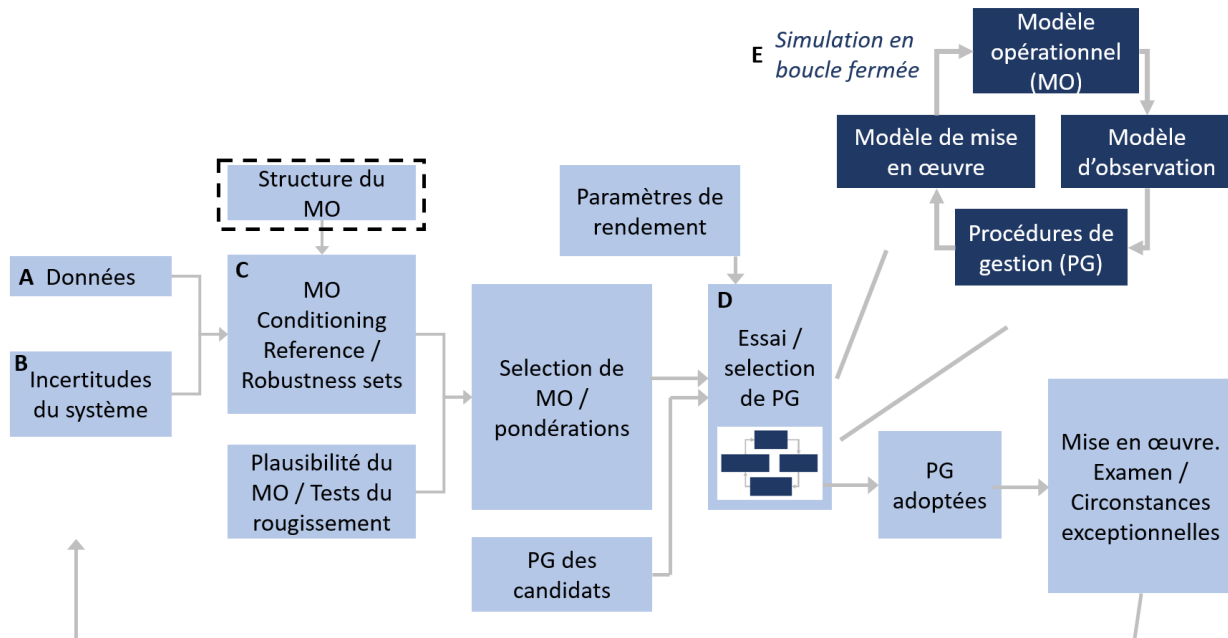 E Simulation en
boucle fermée
Modèle
opérationnel
(MO)
Modèle de mise
en œuvre
Modèle
d'observation
Procédures de
gestion (PG)
Structure du
MO
Paramètres de
rendement
A Données
B
Incertitudes
du système
C
MO
Conditioning
Reference /
Robustness sets
Plausibilité du
MO / Tests du
rougissement
Selection de
MO /
pondérations
PG des
candidats
D
Essai /
selection
de PG
PG
adoptées
Mise en œuvre.
Examen /
Circonstances
exceptionnelles